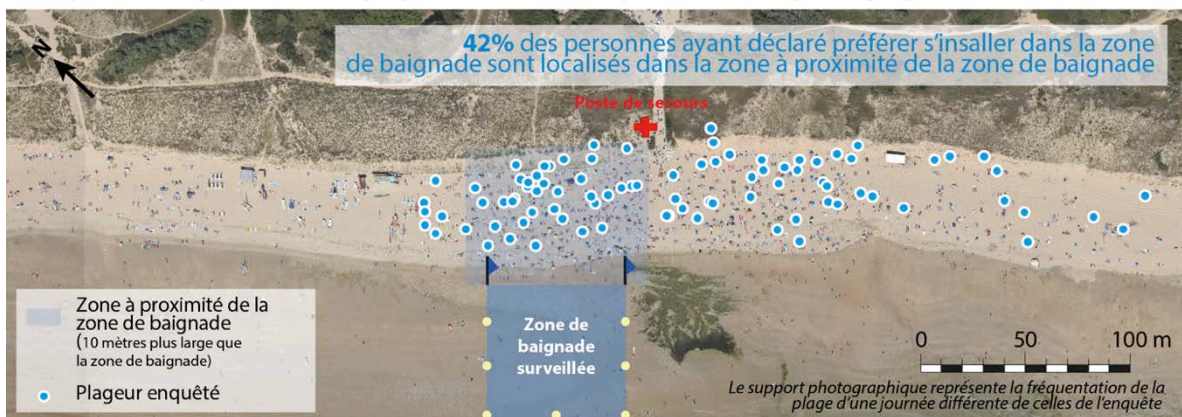 42% des personnes ayant déclaré préférer s'insaller dans la zone
de baignade sont localisés dans la zone à proximité de la zone de baignade
N
Poste de secours
Zone à proximité de la
zone de baignade
(10 mètres plus large que
la zone de baignade)
Plageur enquêté
Zone de
baignade
surveillée
0 50 100 m
Le support photographique représente la fréquentation de la
plage d'une journée différente de celles de l'enquête